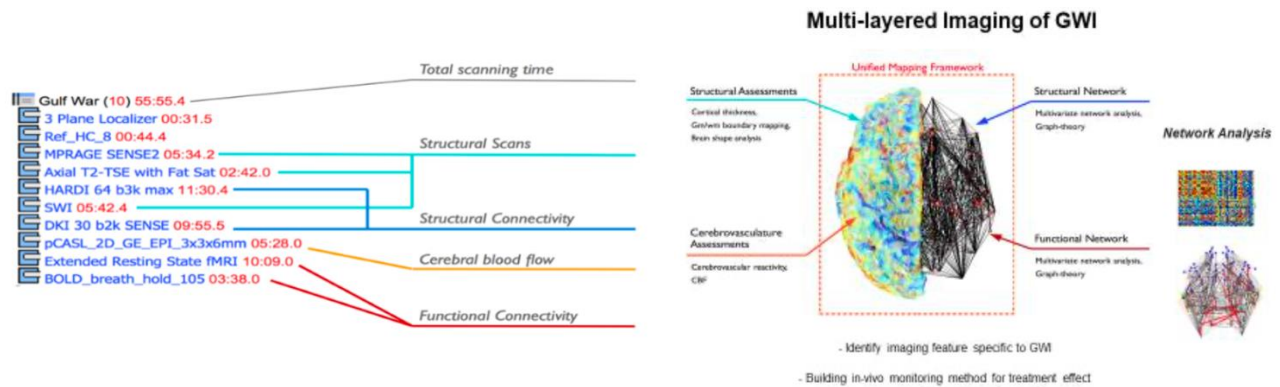 Multi-layered Imaging of GWI
Total scanning time
Gulf War (10) 55:55.4
3 Plane Localizer 00:31.5
Ref_HC_8 00:44.4
MPRAGE SENSE2 05:34.2
Axial T2-TSE with Fat Sat 02:42.0
HARDI 64 b3k max 11:30.4
SWI 05:42.4
DKI 30 b2k SENSE 09:55.5
pCASL_2D_GE_EPI_3x3x6mm 05:28.0
Extended Resting State fMRI 10:09.0
BOLD_breath_hold_105 03:38.0
Structural Scans
Structural Connectivity
Cerebral blood flow
Functional Connectivity
Unified Mapping Framework
Structural Assessments
Cortical thickness,
Gm/wm boundary mapping,
Brain shape analysis
Cerebrovasculature
Assessments
Cerebrovascular reactivity,
CBF
Structural Network
Multivariate network analysis,
Graph-theory
Functional Network
Multivariate network analysis,
Graph-theory
Network Analysis
- Identify imaging feature specific to GWI
- Building in-vivo monitoring method for treatment effect